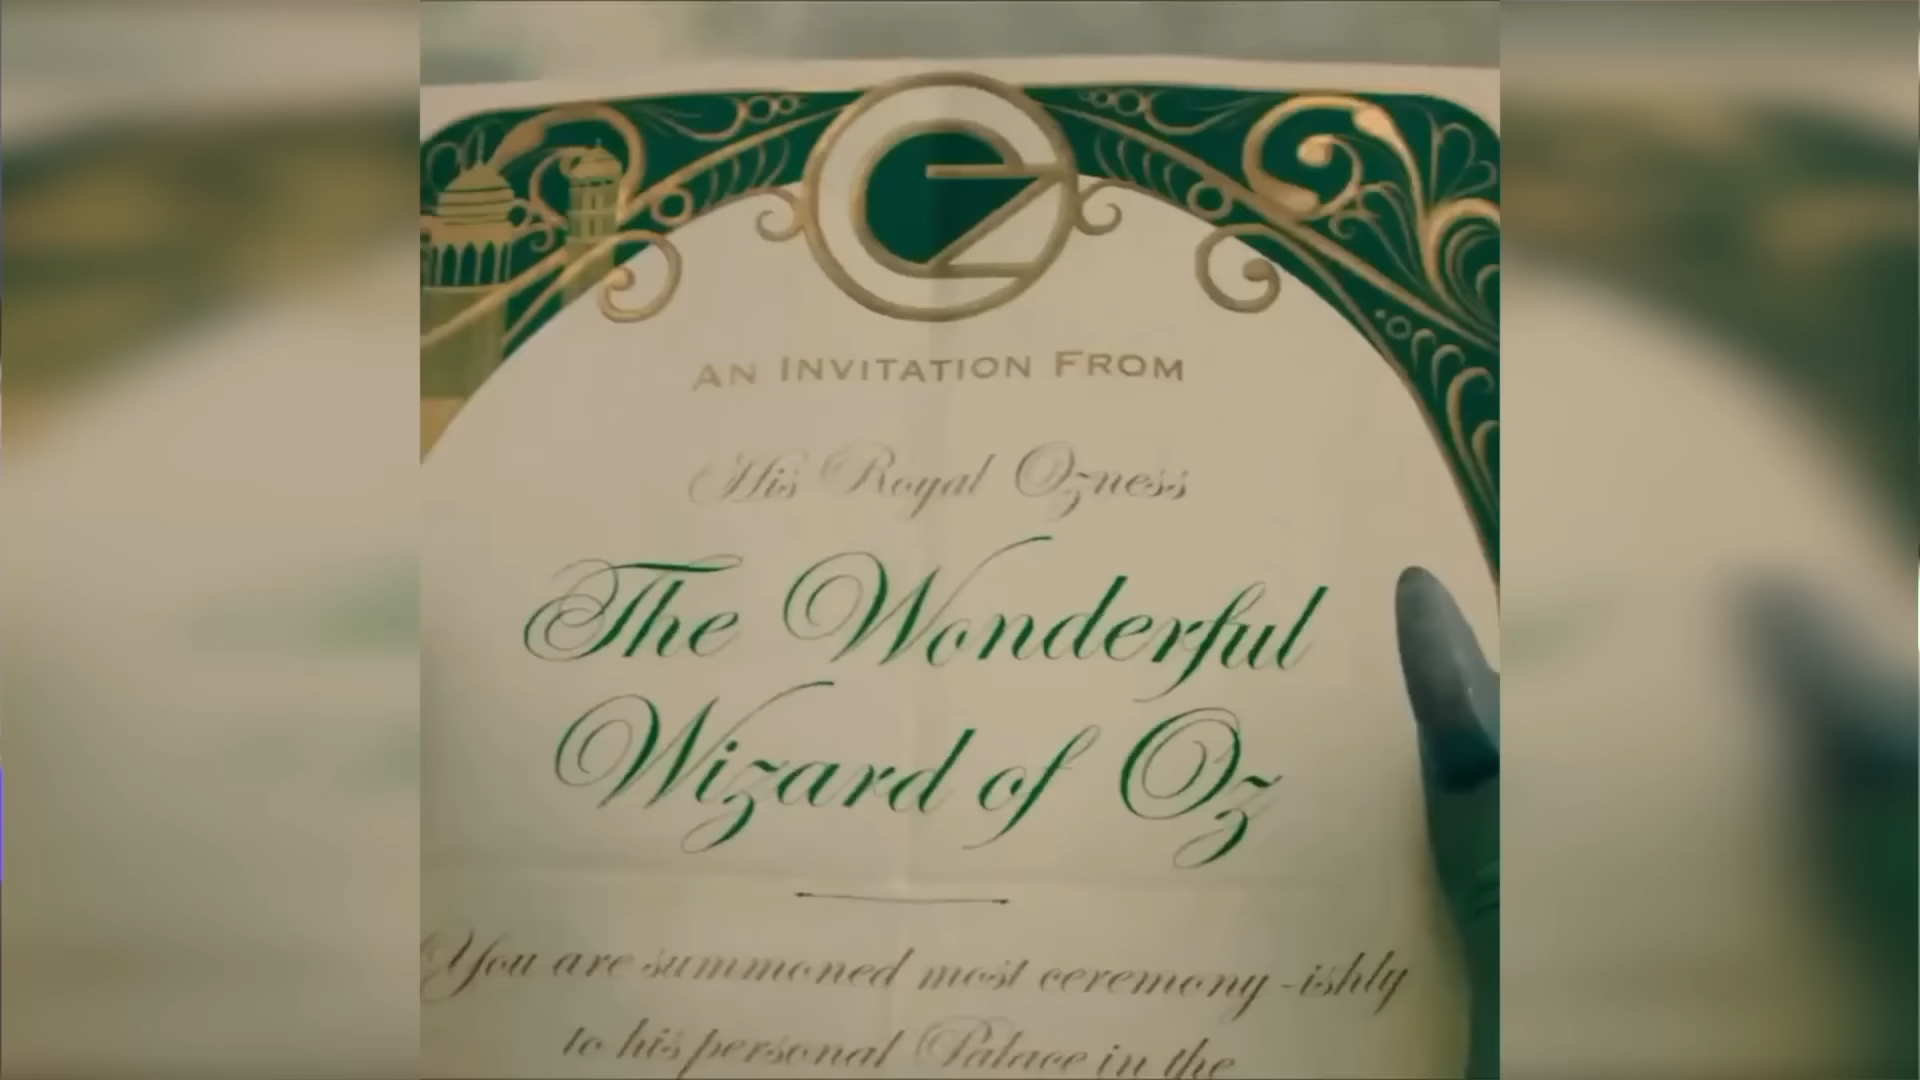 OZ
AN INVITATION FROM
His Royal Ozness
The Wonderful
Wizard of Oz
You are summoned most ceremony-ishly
to his personal Palace in the